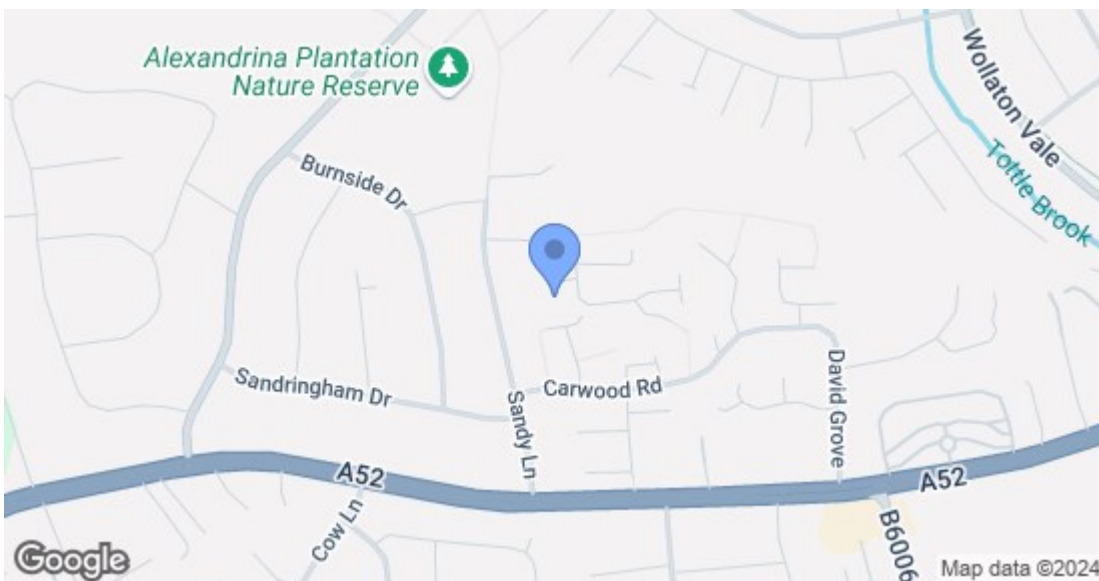 Alexandrina Plantation
Nature Reserve
Wollaton Vale
Tottle Brook
Burnside Dr
Sandringham Dr
Carwood Rd
Sandy Ln
David Grove
A52
A52
Cow Ln
B6006
Google
Map data ©2024